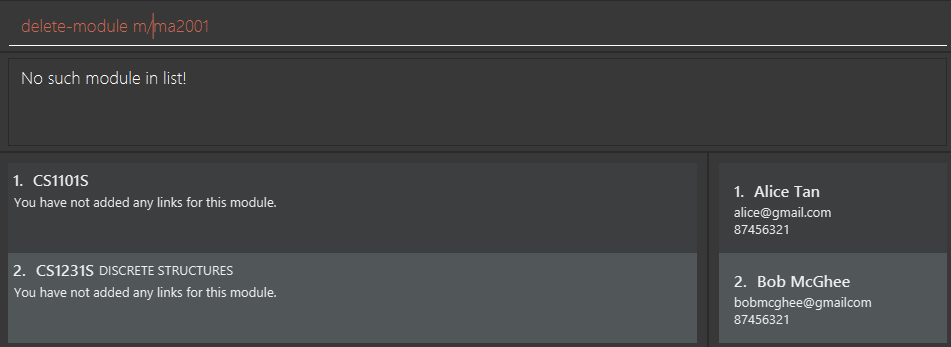 delete-module m/ma2001
No such module in list!
1. CS1101S
You have not added any links for this module.
2. CS1231S DISCRETE STRUCTURES
You have not added any links for this module.
1. Alice Tan
alice@gmail.com
87456321
2. Bob McGhee
bobmcghee@gmailcom
87456321